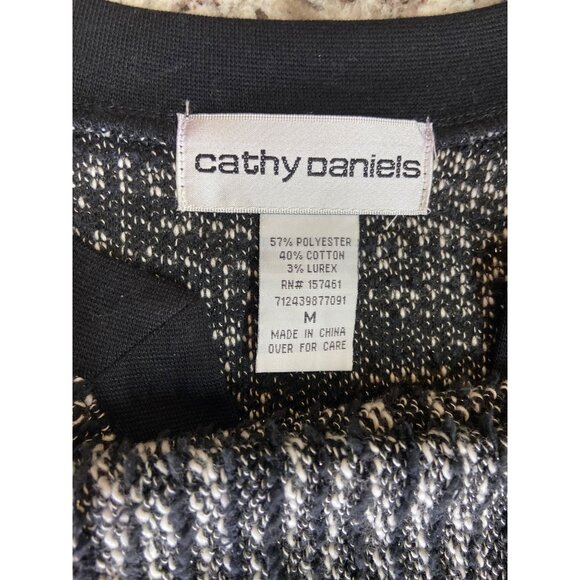 cathy Daniels
57% POLYESTER
40% COTTON
3% LUREX
RN# 157461
712439877091
M
MADE IN CHINA
OVER FOR CARE